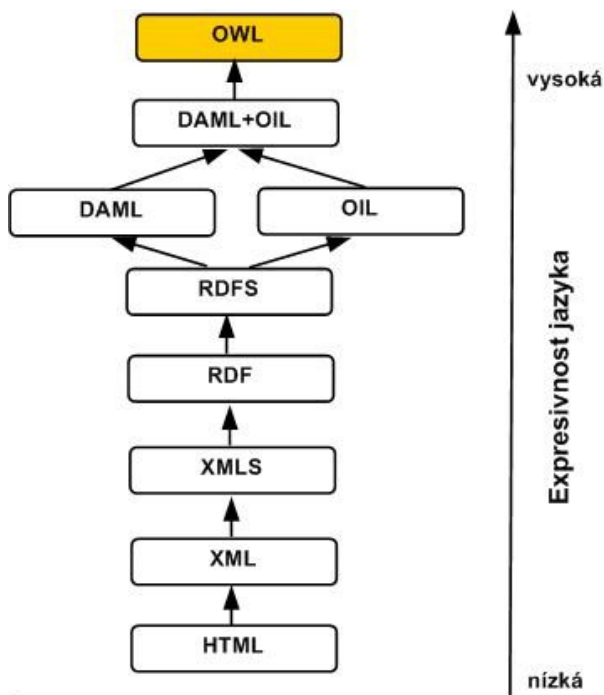 OWL
vysoká
DAML+OIL
DAML
OIL
RDFS
RDF
XMLS
XML
HTML
Expresivnost jazyka
nízká